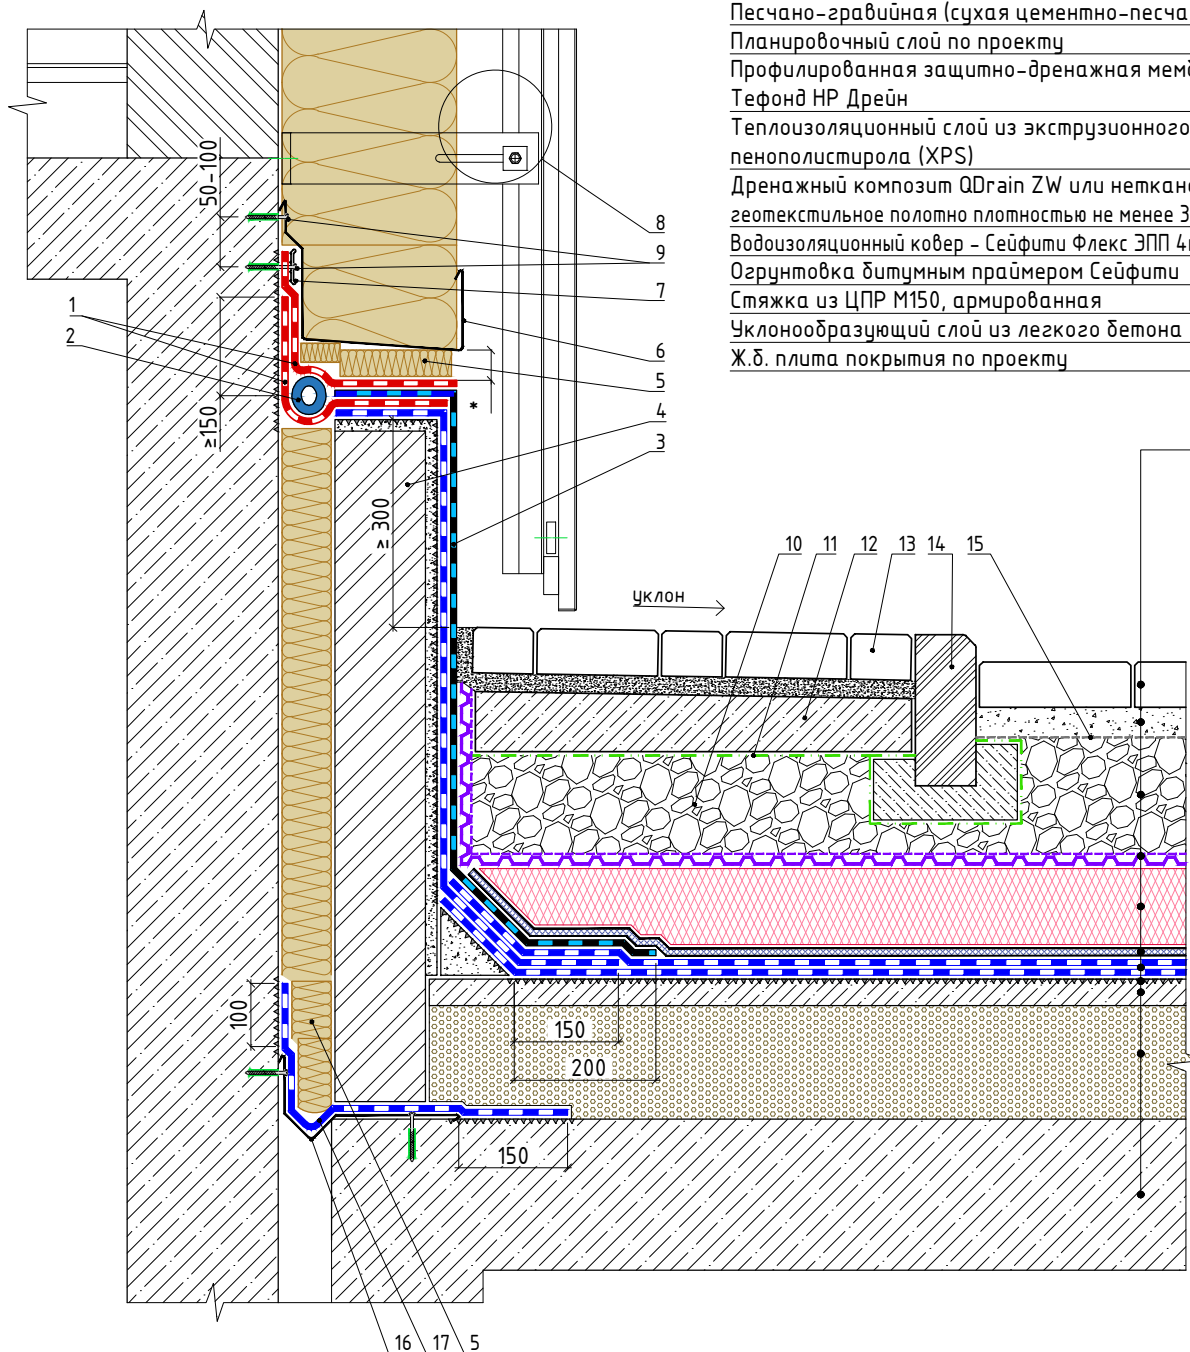 Песчано-гравийная (сухая цементно-песча
Планировочный слой по проекту
Профилированная защитно-дренажная мем
Тефонд НР Дрейн
Теплоизоляционный слой из экструзионного
пенополистирола (XPS)
Дренажный композит QDrain ZW или неткано
геотекстильное полотно плотностью не менее 3
Водоизоляционный ковер - Сейфити Флекс ЭПП 4
Огрунтовка битумным праймером Сейфити
Стяжка из ЦПР М150, армированная
Уклонообразующий слой из легкого бетона
Ж.б. плита покрытия по проекту
50-100
8
9
7
1
2
6
5
4
3
*
≥150
≥300
10 11 12 13 14 15
уклон
100
150
200
150
16 17 5